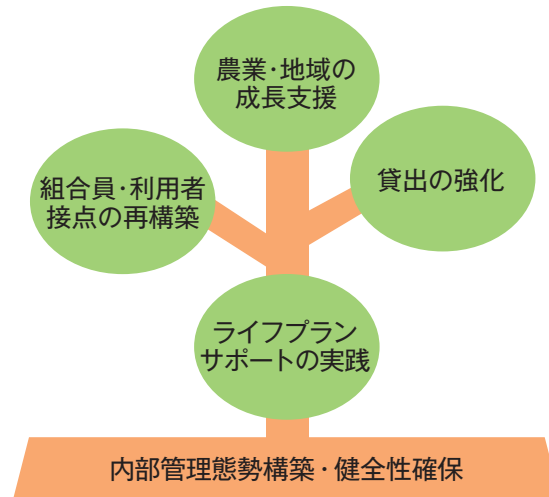 農業・地域の
成長支援
組合員・利用者
接点の再構築
貸出の強化
ライフプラン
サポートの実践
内部管理態勢構築・健全性確保